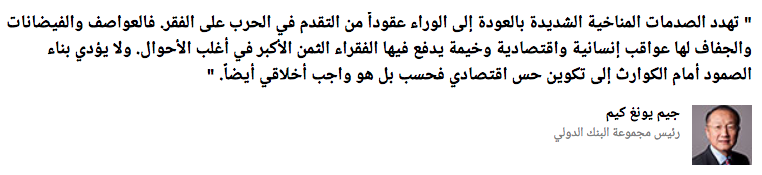 " تهدد الصدمات المناخية الشديدة بالعودة إلى الوراء عقوداً من التقدم في الحرب على الفقر. فالعواصف والفيضانات
والجفاف لها عواقب إنسانية واقتصادية وخيمة يدفع فيها الفقراء الثمن الأكبر في أغلب الأحوال. ولا يؤدي بناء
الصمود أمام الكوارث إلى تكوين حس اقتصادي فحسب بل هو واجب أخلاقي أيضاً. "
جيم يونغ كيم
رئيس مجموعة البنك الدولي